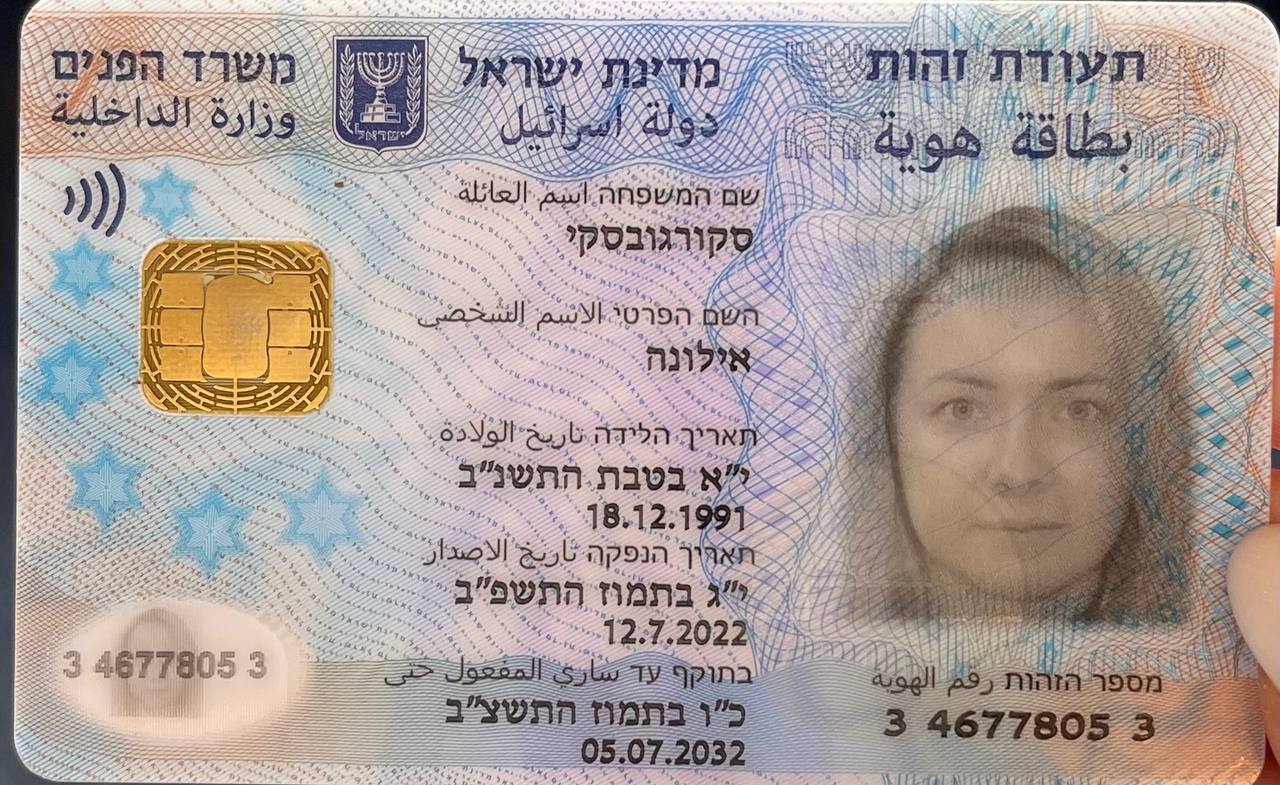 תעודת זהות
بطاقة هوية
מדינת ישראל
دولة اسرائيل
ישראל
משרד הפנים
وزارة الداخلية
שם המשפחה اسم العائلة
סקורגובסקי
השם הפרטי الاسم الشخصي
אילונה
תאריך הלידה تاريخ الولادة
י"א בטבת התשנ"ב
18.12.1991
תאריך הנפקה تاريخ الاصدار
י"ג בתמוז התשפ"ב
12.7.2022
בתוקף עד ساري المفعول حتى
כ"ו בתמוז התשצ"ב
05.07.2032
מספר הזהות رقم الهوية
3 4677805 3
3 4677805 3